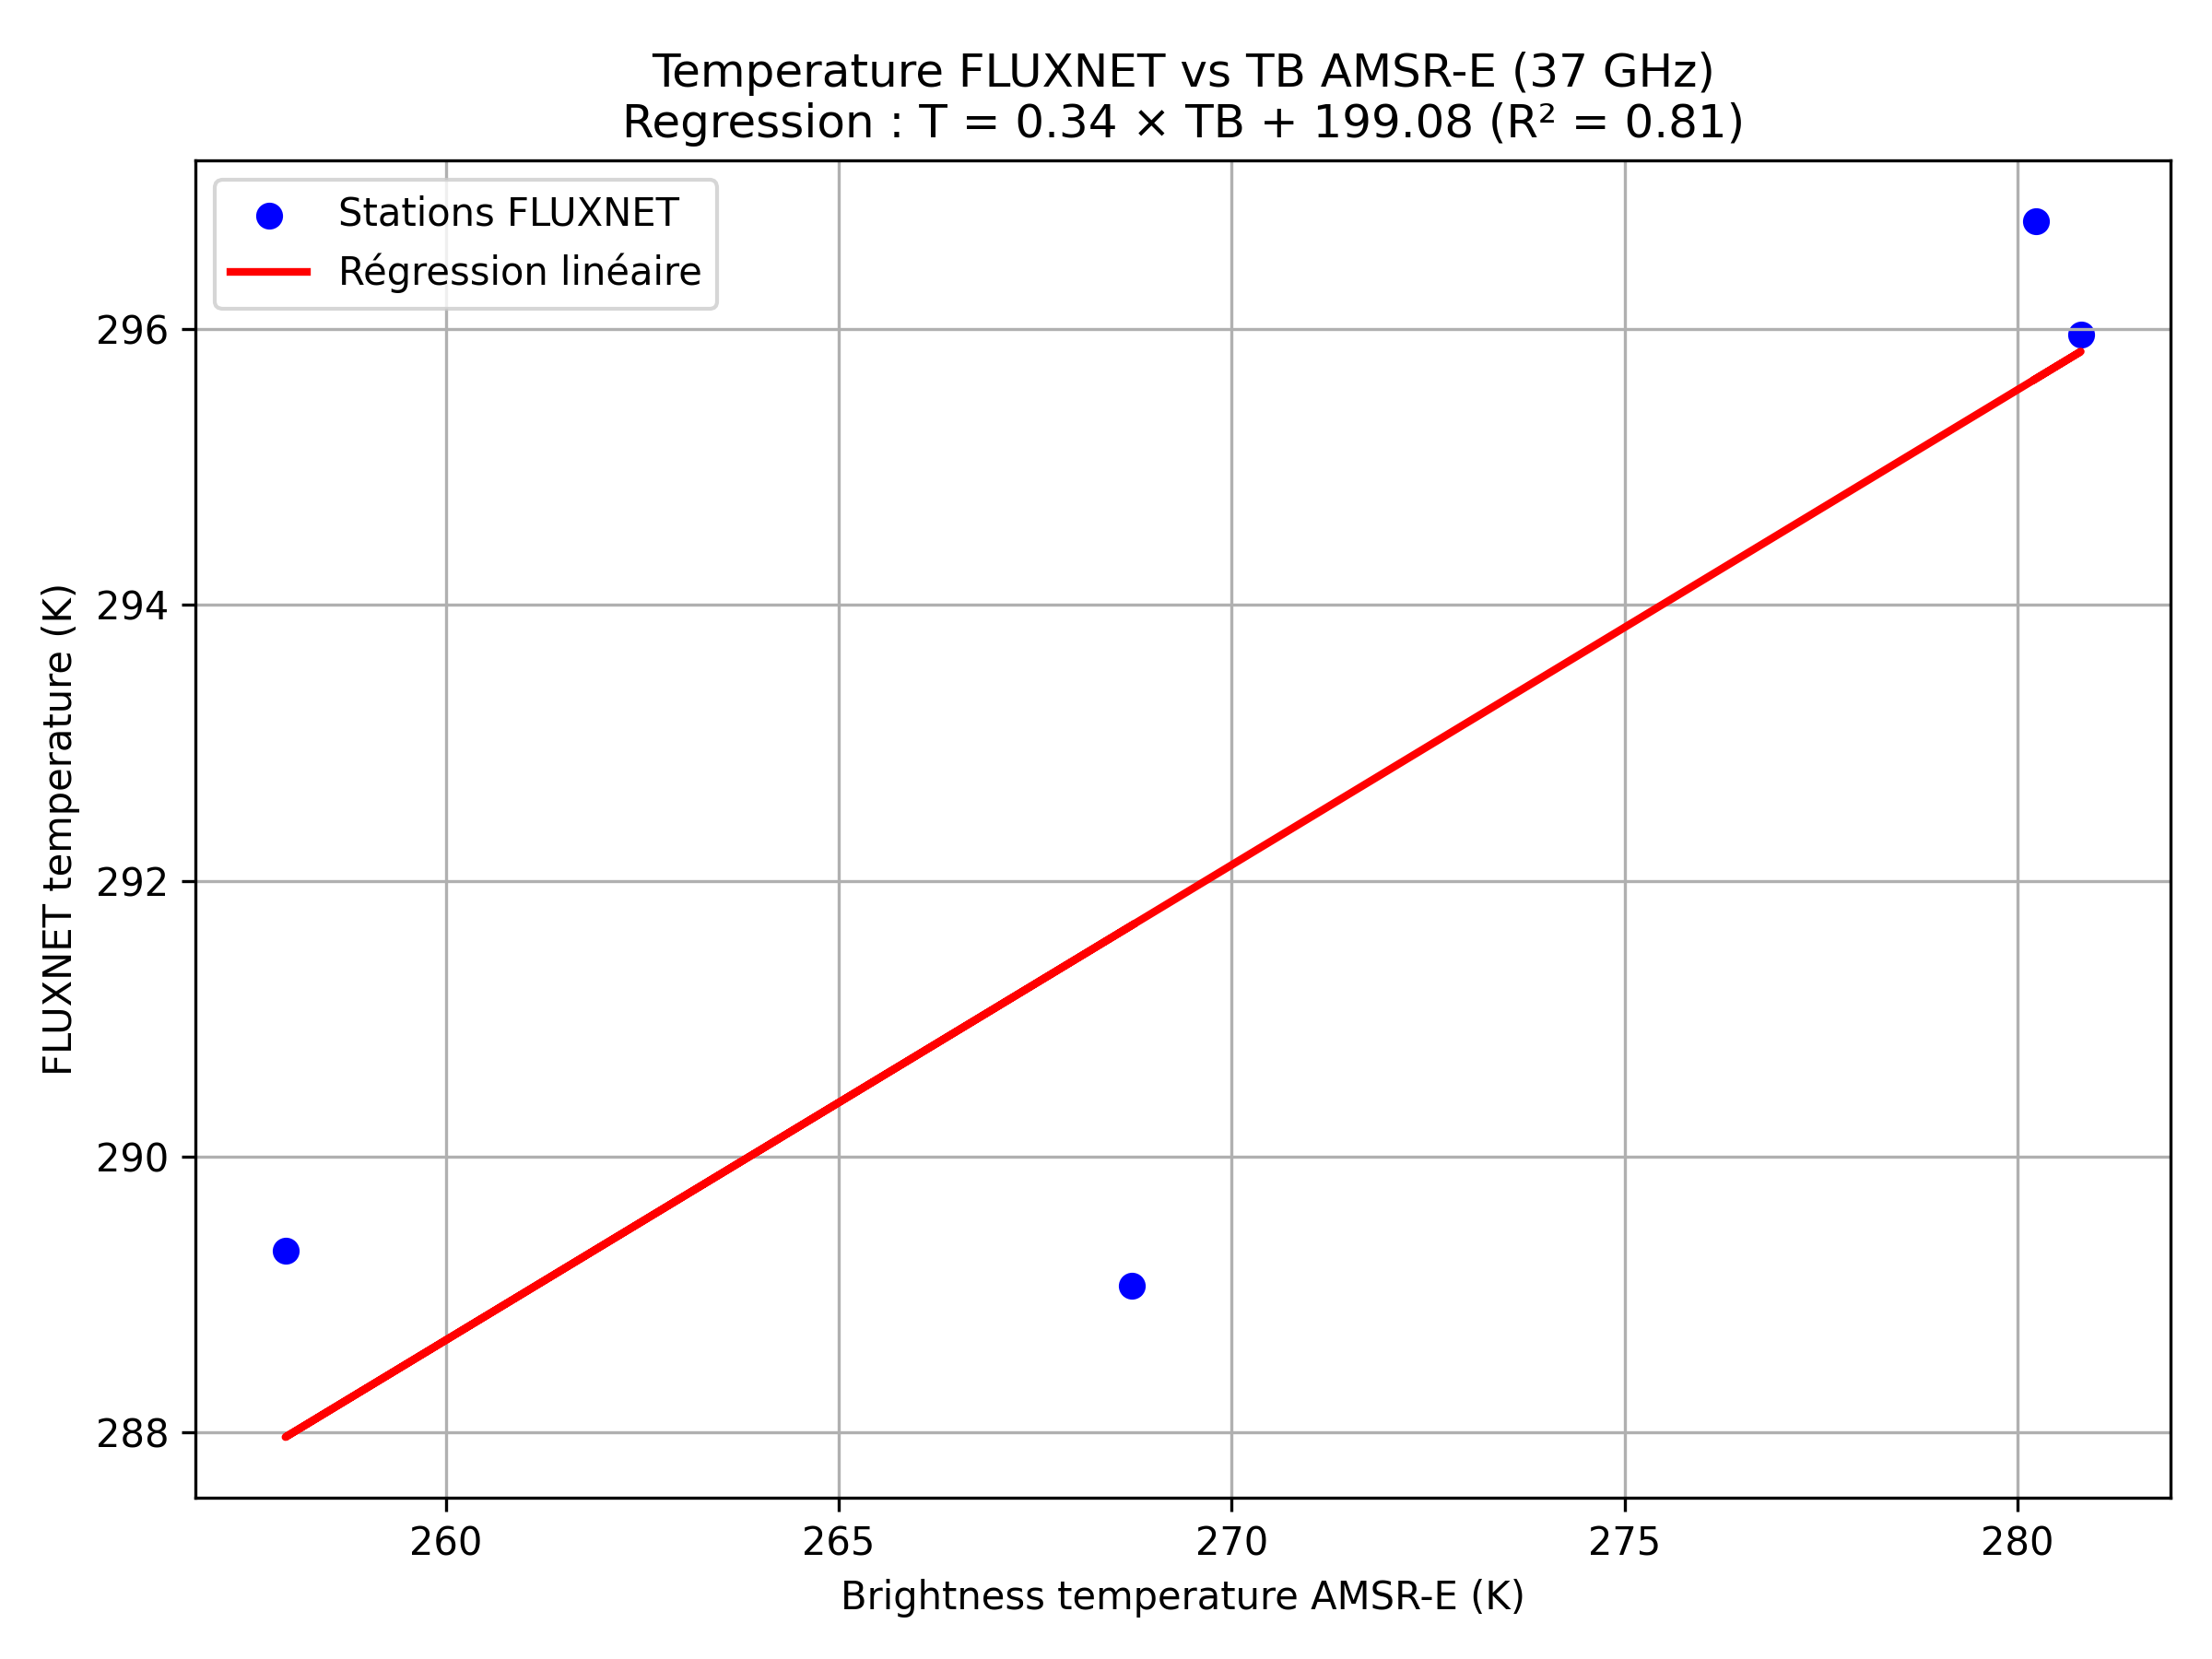 Temperature FLUXNET vs TB AMSR-E (37 GHz)
Regression : T = 0.34 × TB + 199.08 (R² = 0.81)
Stations FLUXNET
Régression linéaire
FLUXNET temperature (K)
296
294
292
290
288
260 265 270 275 280
Brightness temperature AMSR-E (K)